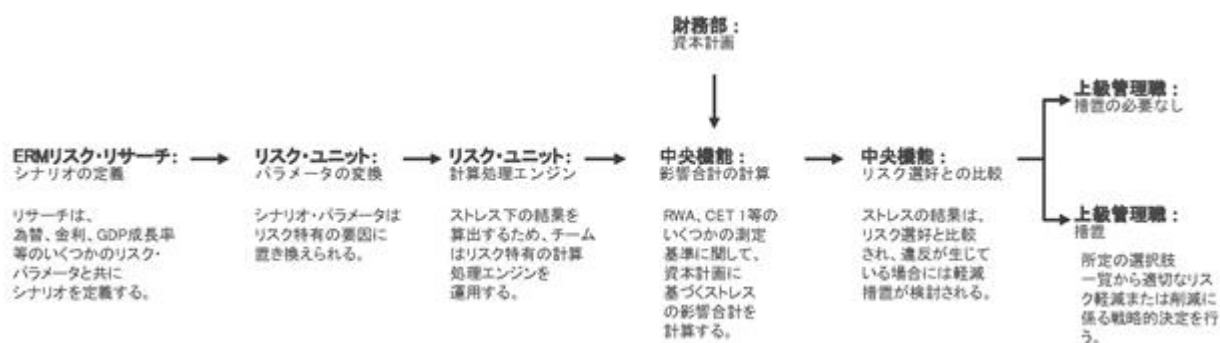 財務部：
資本計画
ERMリスク・リサーチ：
シナリオの定義
リサーチは、
為替、金利、GDP成長率
等のいくつかのリスク・
パラメータと共に
シナリオを定義する。
リスク・ユニット：
パラメータの変換
シナリオ・パラメータは
リスク特有の要因に
置き換えられる。
リスク・ユニット：
計算処理エンジン
ストレス下の結果を
算出するため、チーム
はリスク特有の計算
処理エンジンを
運用する。
中央機能：
影響合計の計算
RWA、CET 1等の
いくつかの測定
基準に関して、
資本計画に
基づくストレス
の影響合計を
計算する。
中央機能：
リスク選好との比較
ストレスの結果は、
リスク選好と比較
され、違反が生じて
いる場合には軽減
措置が検討される。
上級管理職：
措置の必要なし
上級管理職：
措置
所定の選択肢
一覧から適切なリス
ク軽減または削減に
係る戦略的決定を行
う。